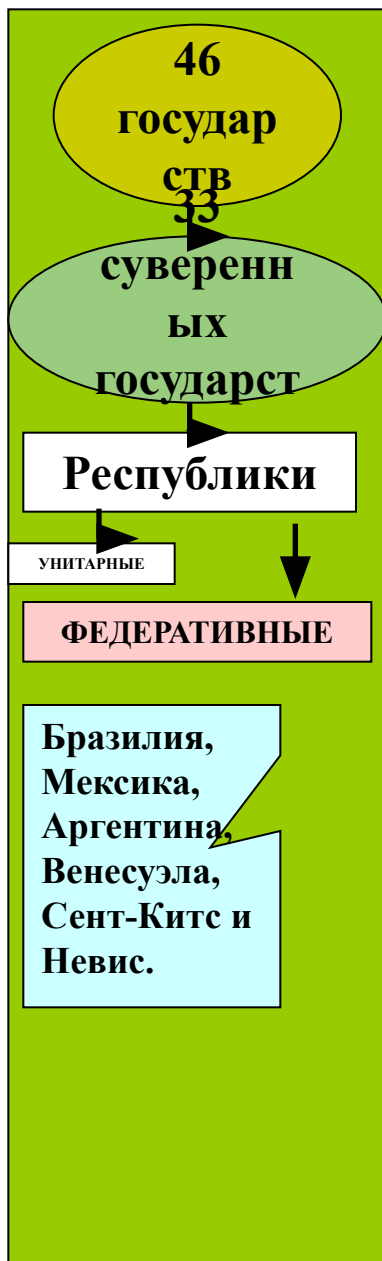 46
государ
ств
33
суверенн
ых
государст
Республики
УНИТАРНЫЕ
ФЕДЕРАТИВНЫЕ
Бразилия,
Мексика,
Аргентина,
Венесуэла,
Сент-Китс и
Невис.